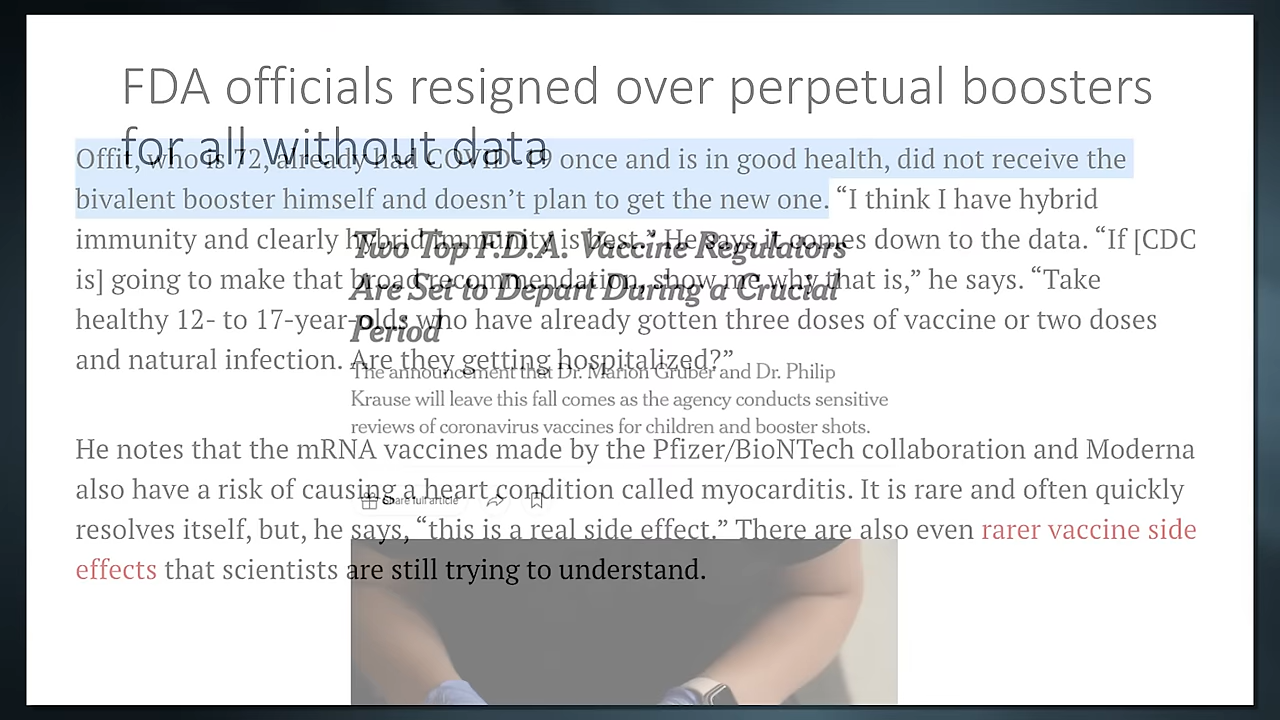 FDA officials resigned over perpetual boosters
for all without data
Offit, who is 72, already had COVID-19 once and is in good health, did not receive the
bivalent booster himself and doesn’t plan to get the new one. “I think I have hybrid
immunity and clearly hybrid immunity is best.” He says it comes down to the data. “If [CDC
is] going to make that broad recommendation, show me why that is,” he says. “Take
healthy 12- to 17-year-olds who have already gotten three doses of vaccine or two doses
and natural infection. Are they getting hospitalized?”
Two Top F.D.A. Vaccine Regulators
Are Set to Depart During a Crucial
Period
The announcement that Dr. Marion Gruber and Dr. Philip
Krause will leave this fall comes as the agency conducts sensitive
reviews of coronavirus vaccines for children and booster shots.
He notes that the mRNA vaccines made by the Pfizer/BioNTech collaboration and Moderna
also have a risk of causing a heart condition called myocarditis. It is rare and often quickly
resolves itself, but, he says, “this is a real side effect.” There are also even rarer vaccine side
effects that scientists are still trying to understand.
Share full article